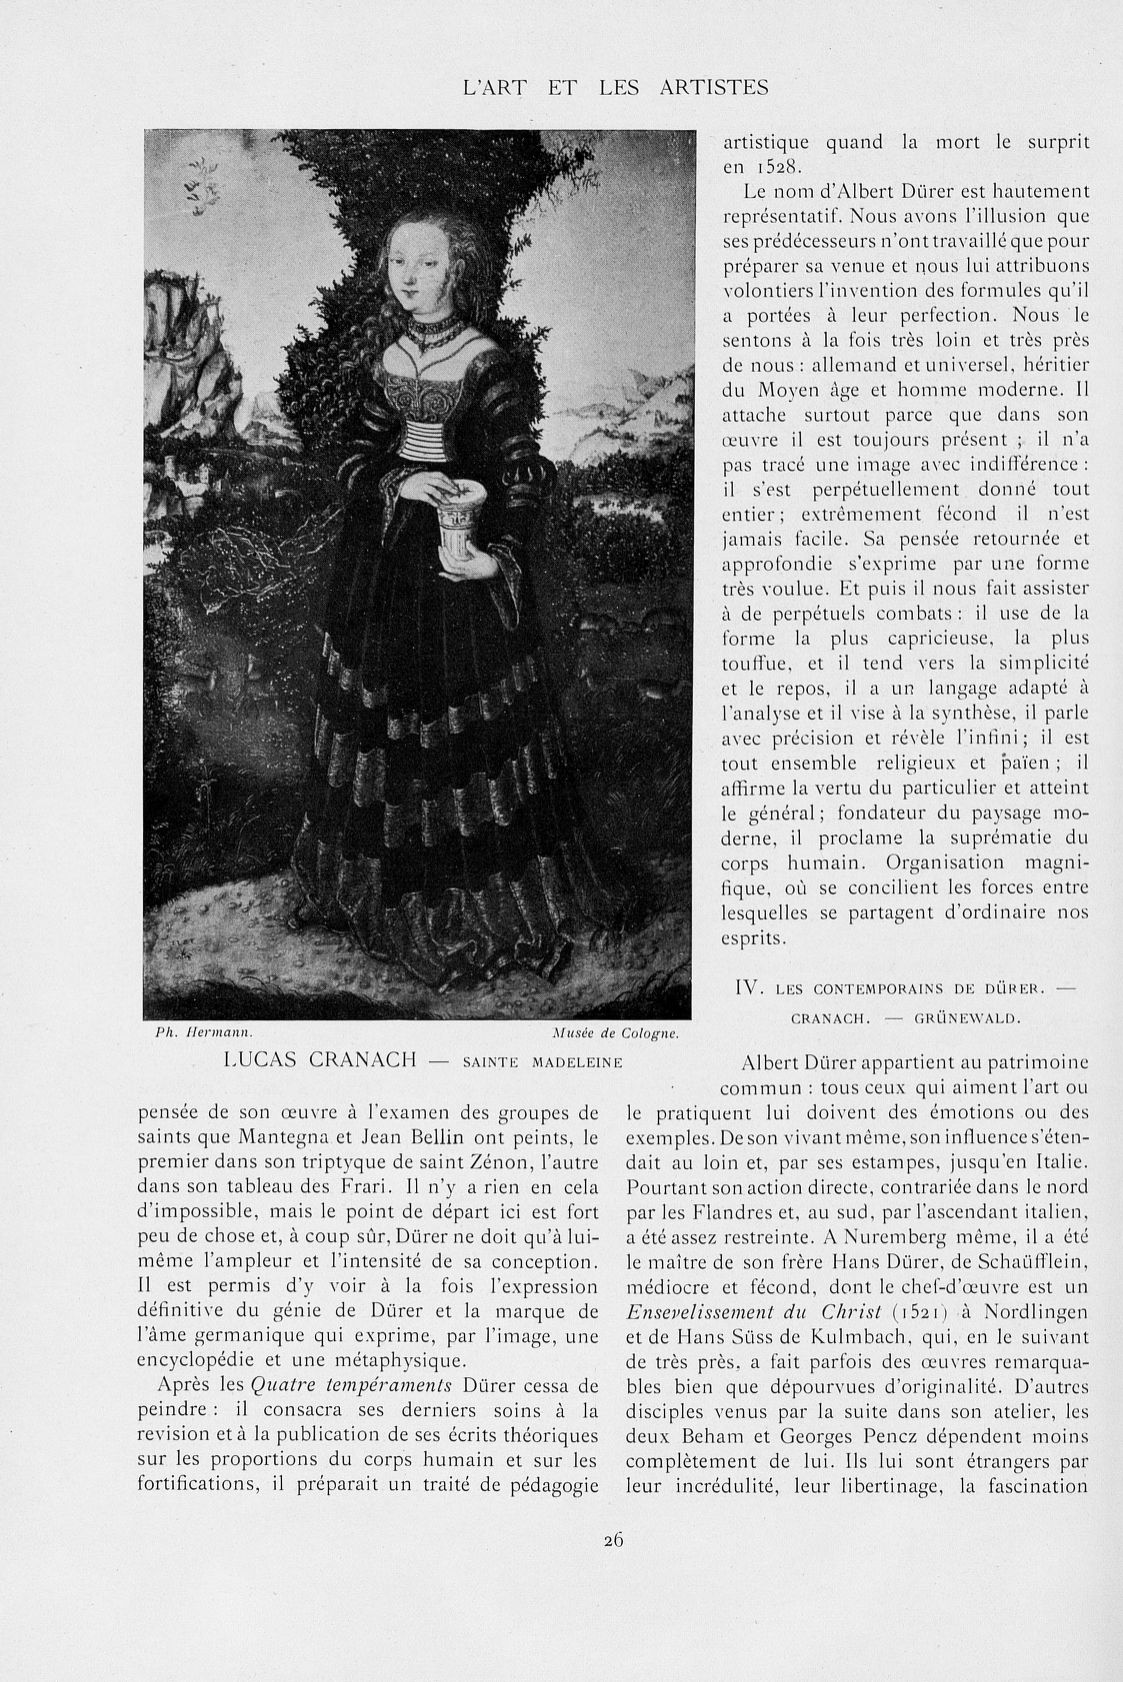 L'ART ET LES ARTISTES
Ph. Hermann.
Musée de Cologne.
LUCAS CRANACH — SAINTE MADELEINE
pensée de son œuvre à l'examen des groupes de
saints que Mantegna et Jean Bellin ont peints, le
premier dans son triptyque de saint Zénon, l'autre
dans son tableau des Frari. Il n'y a rien en cela
d'impossible, mais le point de départ ici est fort
peu de chose et, à coup sûr, Dürer ne doit qu'à lui-
même l'ampleur et l'intensité de sa conception.
Il est permis d'y voir à la fois l'expression
définitive du génie de Dürer et la marque de
l'âme germanique qui exprime, par l'image, une
encyclopédie et une métaphysique.
Après les Quatre tempéraments Dürer cessa de
peindre : il consacra ses derniers soins à la
revision et à la publication de ses écrits théoriques
sur les proportions du corps humain et sur les
fortifications, il préparait un traité de pédagogie
artistique quand la mort le surprit
en 1528.
Le nom d'Albert Dürer est hautement
représentatif. Nous avons l'illusion que
ses prédécesseurs n'ont travaillé que pour
préparer sa venue et nous lui attribuons
volontiers l'invention des formules qu'il
a portées à leur perfection. Nous le
sentons à la fois très loin et très près
de nous : allemand et universel, héritier
du Moyen âge et homme moderne. Il
attache surtout parce que dans son
œuvre il est toujours présent ; il n'a
pas tracé une image avec indifférence :
il s'est perpétuellement donné tout
entier ; extrêmement fécond il n'est
jamais facile. Sa pensée retournée et
approfondie s'exprime par une forme
très voulue. Et puis il nous fait assister
à de perpétuels combats : il use de la
forme la plus capricieuse, la plus
touffue, et il tend vers la simplicité
et le repos, il a un langage adapté à
l'analyse et il vise à la synthèse, il parle
avec précision et révèle l'infini ; il est
tout ensemble religieux et païen ; il
affirme la vertu du particulier et atteint
le général ; fondateur du paysage mo-
derne, il proclame la suprématie du
corps humain. Organisation magni-
fique, où se concilient les forces entre
lesquelles se partagent d'ordinaire nos
esprits.
IV. LES CONTEMPORAINS DE DÜRER. —
CRANACH. — GRÜNEWALD.
Albert Dürer appartient au patrimoine
commun : tous ceux qui aiment l'art ou
le pratiquent lui doivent des émotions ou des
exemples. De son vivant même, son influence s'éten-
dait au loin et, par ses estampes, jusqu'en Italie.
Pourtant son action directe, contrariée dans le nord
par les Flandres et, au sud, par l'ascendant italien,
a été assez restreinte. A Nuremberg même, il a été
le maître de son frère Hans Dürer, de Schaüfflein,
médiocre et fécond, dont le chef-d'œuvre est un
Ensevelissement du Christ (1521) à Nordlingen
et de Hans Süss de Kulmbach, qui, en le suivant
de très près, a fait parfois des œuvres remarqua-
bles bien que dépourvues d'originalité. D'autres
disciples venus par la suite dans son atelier, les
deux Beham et Georges Pencz dépendent moins
complètement de lui. Ils lui sont étrangers par
leur incrédulité, leur libertinage, la fascination
26